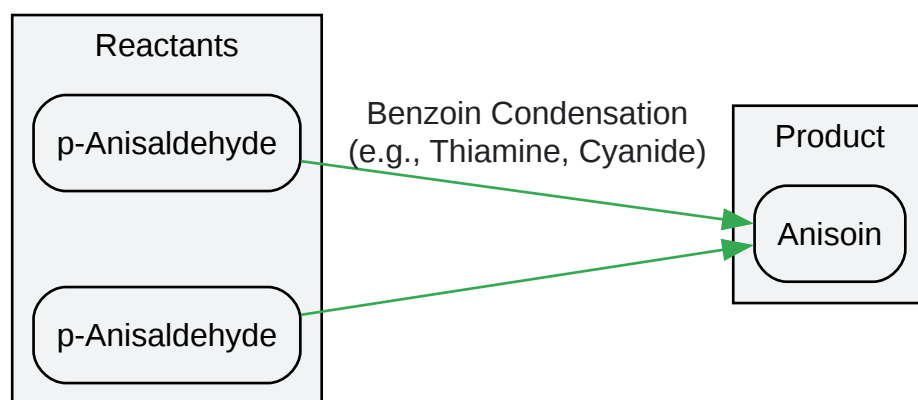 Reactants
p-Anisaldehyde
Benzoin Condensation
(e.g., Thiamine, Cyanide)
Product
Anisoin
p-Anisaldehyde